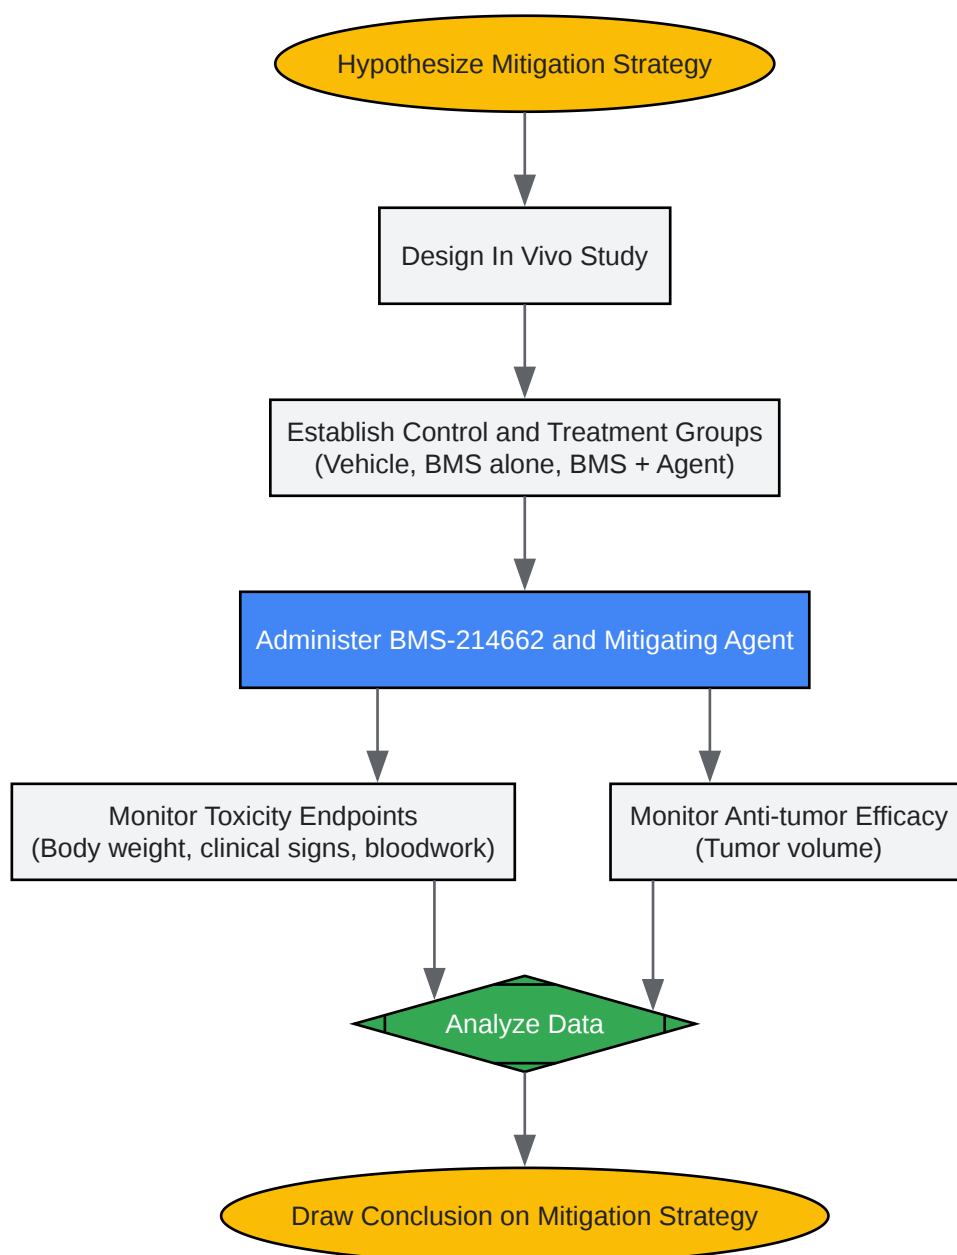 Hypothesize Mitigation Strategy
Design In Vivo Study
Establish Control and Treatment Groups
(Vehicle, BMS alone, BMS + Agent)
Administer BMS-214662 and Mitigating Agent
Monitor Toxicity Endpoints
(Body weight, clinical signs, bloodwork)
Monitor Anti-tumor Efficacy
(Tumor volume)
Analyze Data
Draw Conclusion on Mitigation Strategy